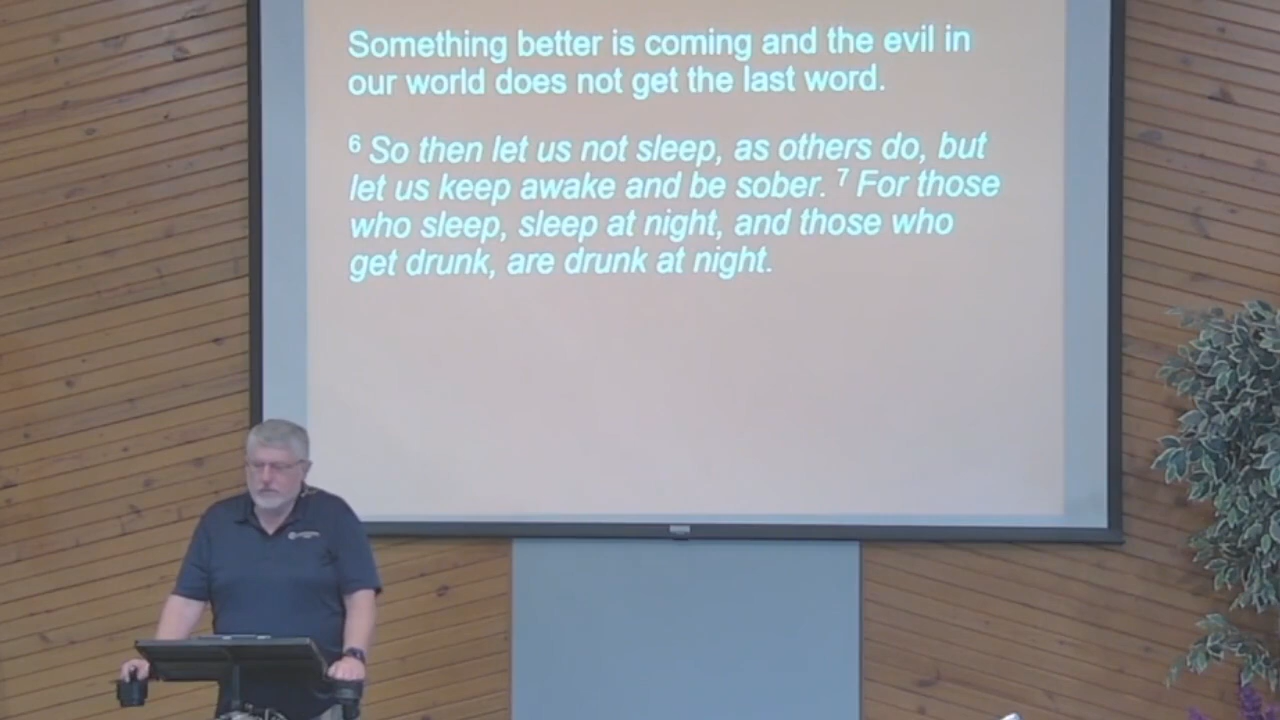 Something better is coming and the evil in
our world does not get the last word.
⁶ So then let us not sleep, as others do, but
let us keep awake and be sober. ⁷ For those
who sleep, sleep at night, and those who
get drunk, are drunk at night.